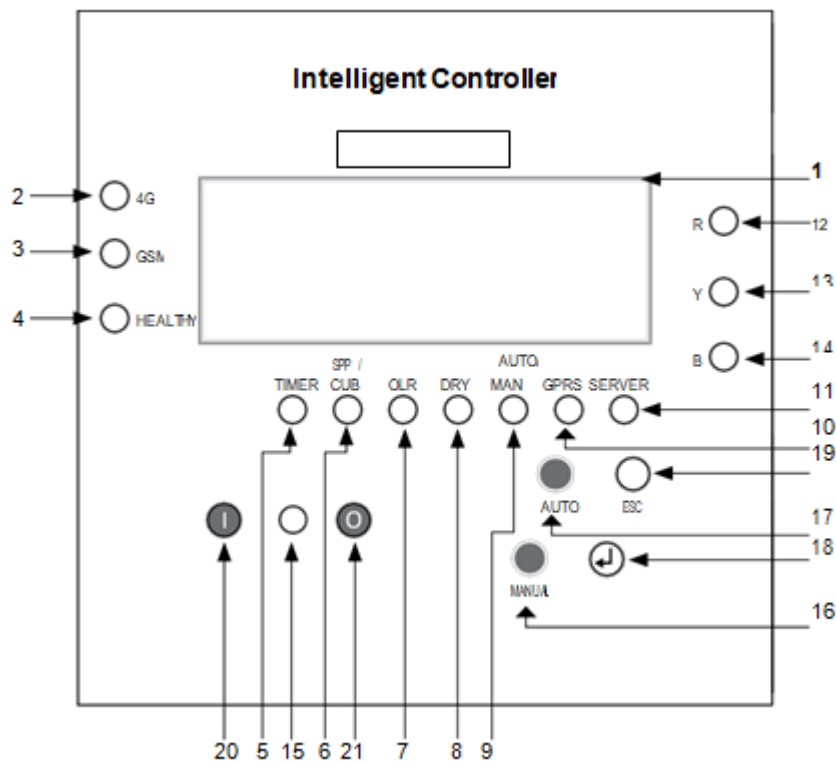 Intelligent Controller
1
2
4G
R
12
3
GSM
13
Y
4
HEALTHY
14
B
SPP /
AUTO/
TIMER
CUB
OLR
DRY
MAN
GPRS
SERVER
11
10
19
I
O
AUTO
ESC
17
18
MANUAL
16
20
5
15
6
21
7
8
9